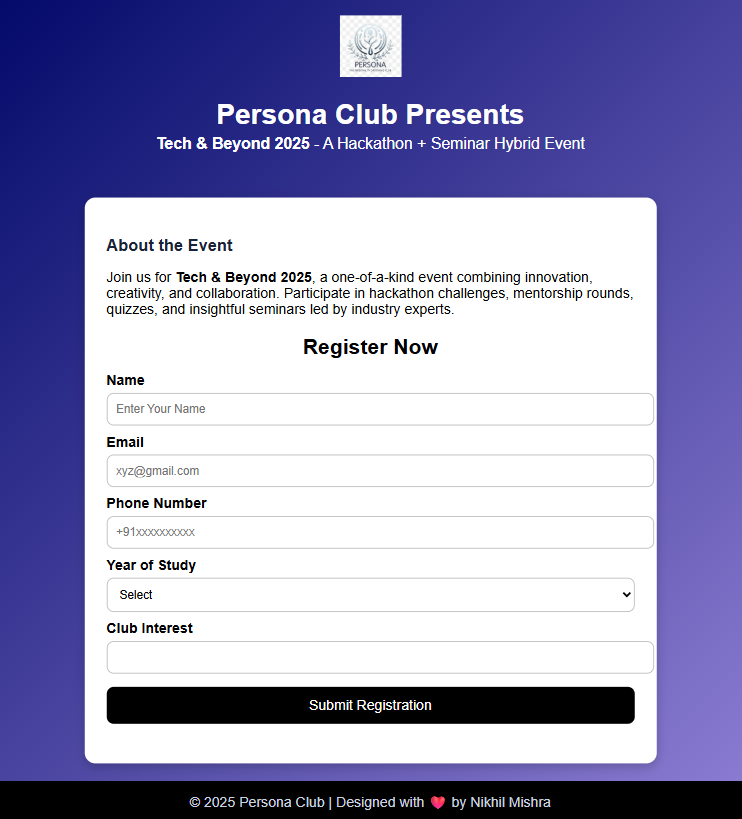 PERSONA
Persona Club Presents
Tech & Beyond 2025 - A Hackathon + Seminar Hybrid Event
About the Event
Join us for Tech & Beyond 2025, a one-of-a-kind event combining innovation,
creativity, and collaboration. Participate in hackathon challenges, mentorship rounds,
quizzes, and insightful seminars led by industry experts.
Register Now
Name
Enter Your Name
Email
xyz@gmail.com
Phone Number
+91xxxxxxxxxx
Year of Study
Select
Club Interest
Submit Registration
© 2025 Persona Club | Designed with ❤️ by Nikhil Mishra